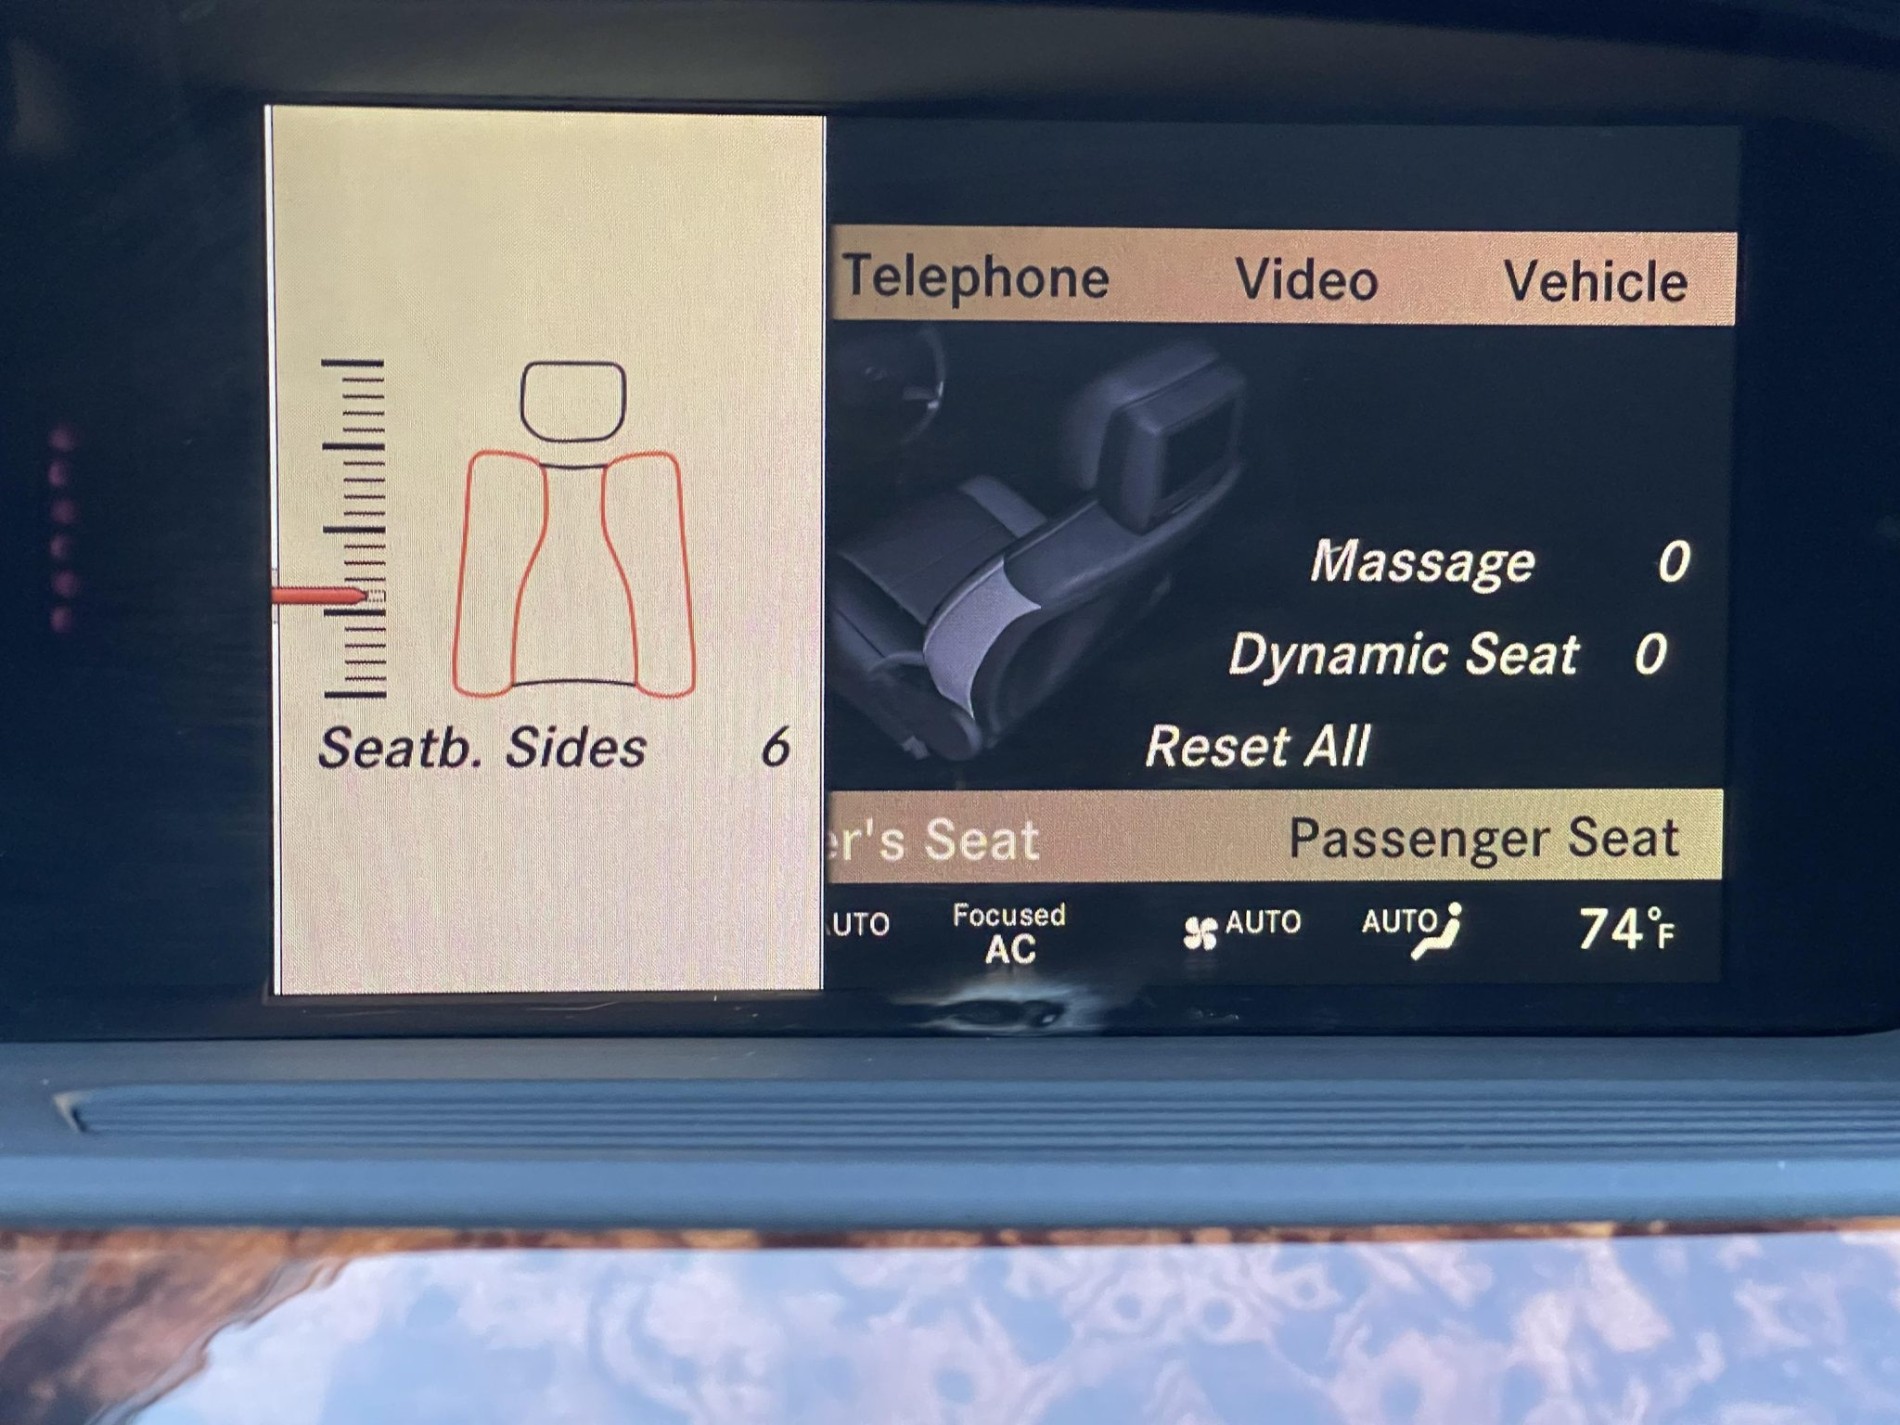 Telephone Video Vehicle
Massage 0
Dynamic Seat 0
Seatb. Sides 6
Reset All
er's Seat Passenger Seat
UTO Focused AUTO AUTO 74°F
AC